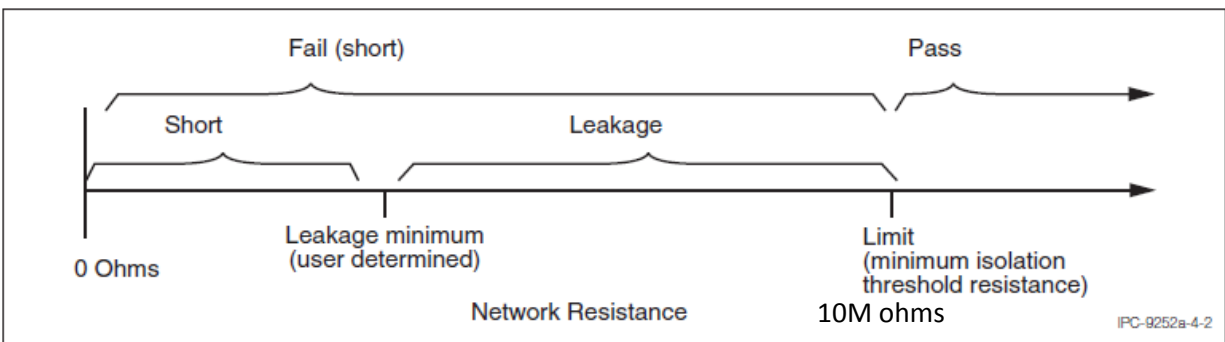 Fail (short)
Pass
Short
Leakage
0 Ohms
Leakage minimum
(user determined)
Limit
(minimum isolation
threshold resistance)
Network Resistance
10M ohms
IPC-9252a-4-2